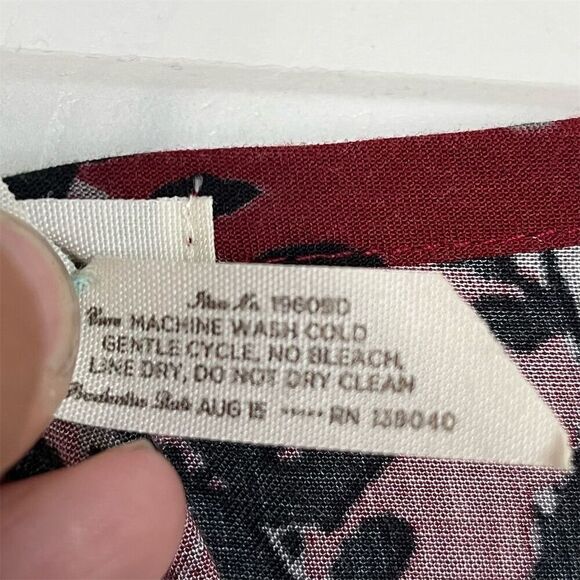 Item No. 19609D
Care: MACHINE WASH COLD
GENTLE CYCLE, NO BLEACH,
LINE DRY, DO NOT DRY CLEAN
Production Date AUG 15 ····· RN 138040